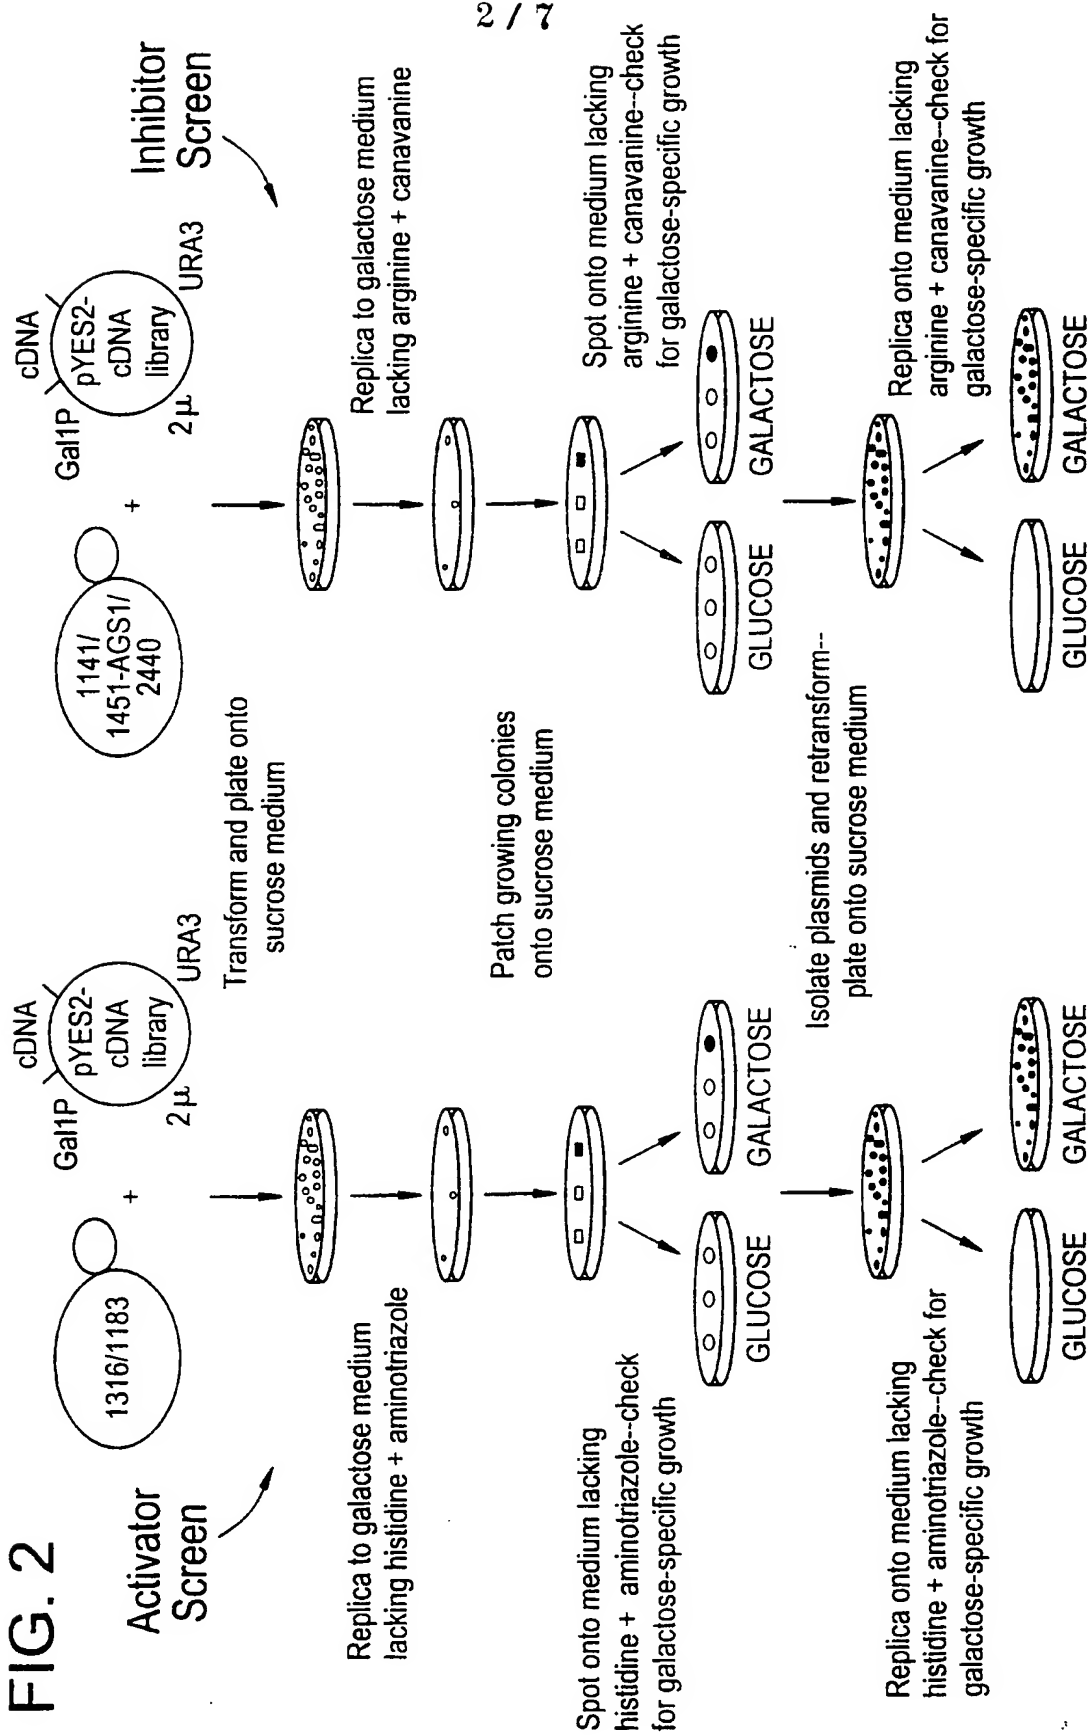 2 / 7
FIG. 2
Activator
Screen
1316/1183
+
Gal1P
cDNA
pYES2-
cDNA
library
2µ
URA3
Transform and plate onto
sucrose medium
1141/
1451-AGS1/
2440
+
Gal1P
cDNA
pYES2-
cDNA
library
2µ
URA3
Inhibitor
Screen
Replica to galactose medium
lacking histidine + aminotriazole
Replica to galactose medium
lacking arginine + canavanine
Patch growing colonies
onto sucrose medium
Spot onto medium lacking
histidine + aminotriazole--check
for galactose-specific growth
GLUCOSE
GALACTOSE
Spot onto medium lacking
arginine + canavanine--check
for galactose-specific growth
GLUCOSE
GALACTOSE
Isolate plasmids and retransform--
plate onto sucrose medium
Replica onto medium lacking
histidine + aminotriazole--check for
galactose-specific growth
GLUCOSE
GALACTOSE
Replica onto medium lacking
arginine + canavanine--check for
galactose-specific growth
GLUCOSE
GALACTOSE